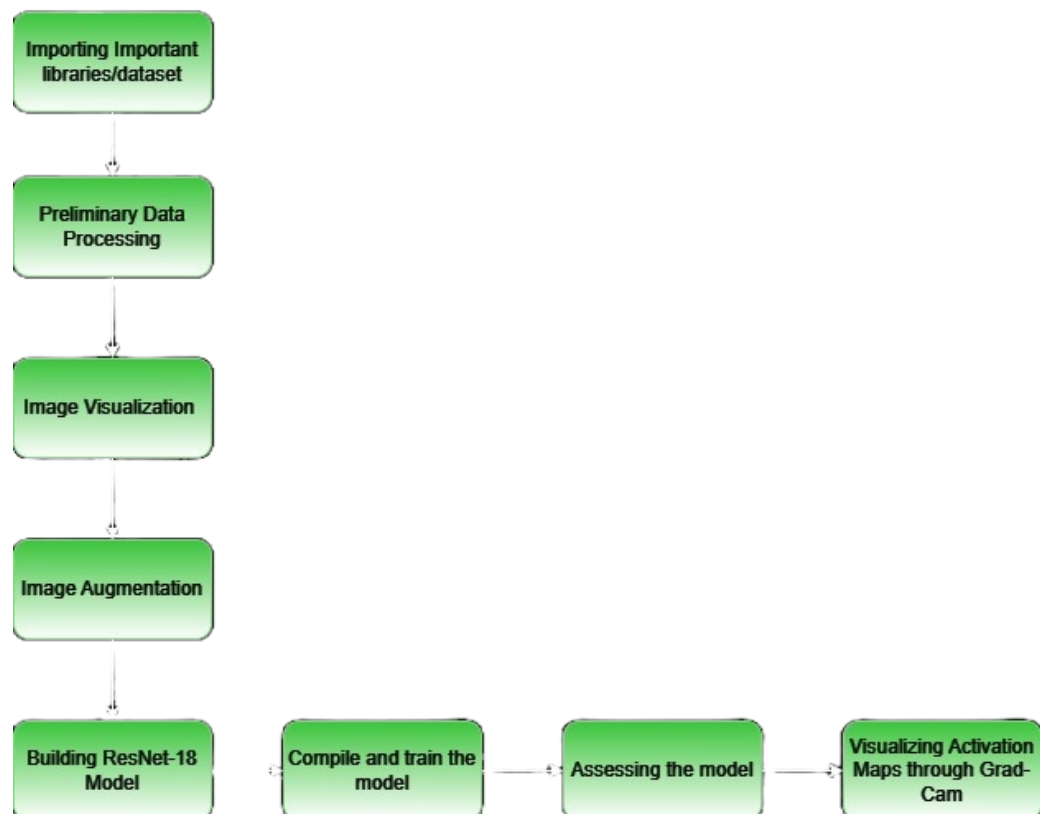 Importing Important
libraries/dataset
Preliminary Data
Processing
Image Visualization
Image Augmentation
Building ResNet-18
Model
Compile and train the
model
Assessing the model
Visualizing Activation
Maps through Grad-
Cam